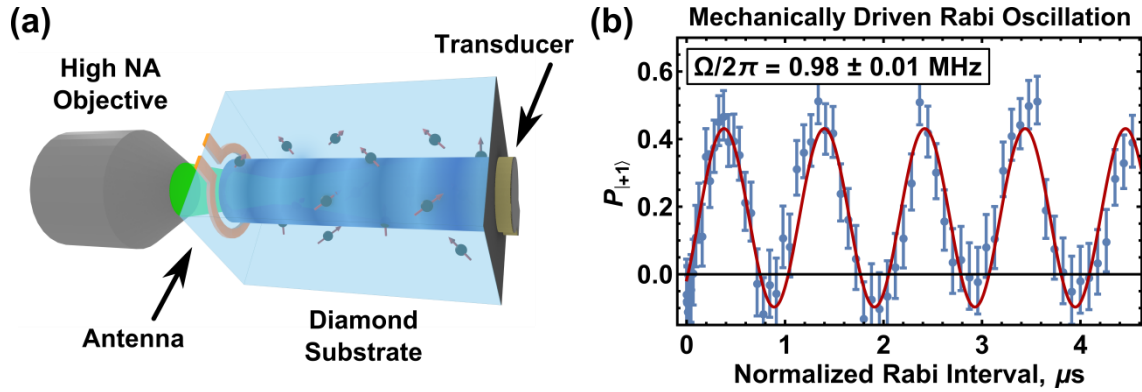 (a)
High NA
Objective
Transducer
Antenna
Diamond
Substrate
(b)
Mechanically Driven Rabi Oscillation
Ω/2π = 0.98 ± 0.01 MHz
P|+1⟩
0.6
0.4
0.2
0.0
0 1 2 3 4
Normalized Rabi Interval, μs